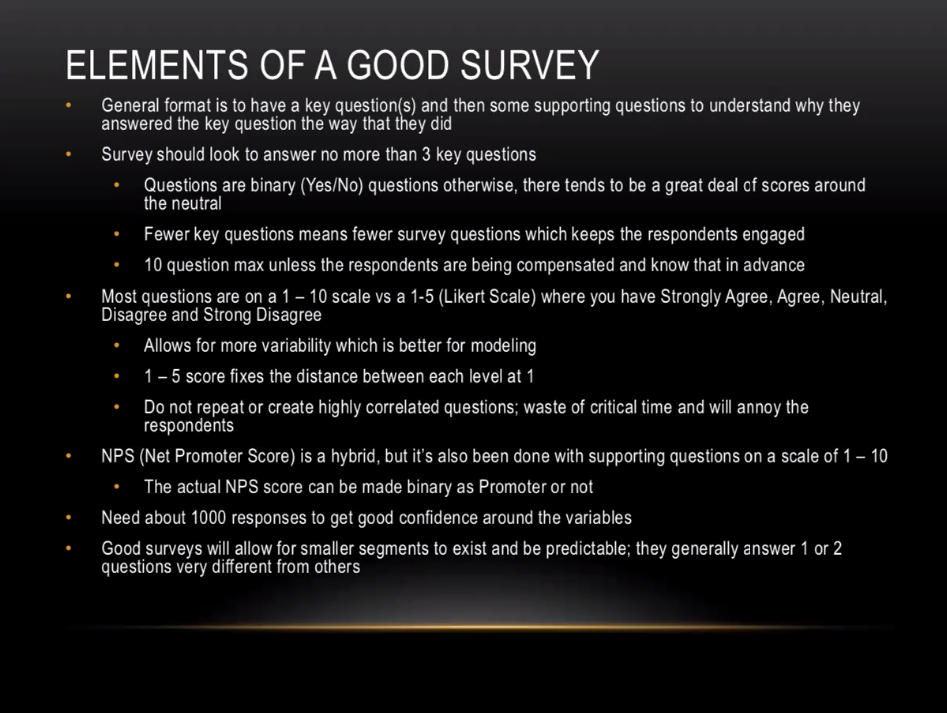 ELEMENTS OF A GOOD SURVEY
• General format is to have a key question(s) and then some supporting questions to understand why they
answered the key question the way that they did
• Survey should look to answer no more than 3 key questions
• Questions are binary (Yes/No) questions otherwise, there tends to be a great deal of scores around
the neutral
• Fewer key questions means fewer survey questions which keeps the respondents engaged
• 10 question max unless the respondents are being compensated and know that in advance
• Most questions are on a 1 – 10 scale vs a 1-5 (Likert Scale) where you have Strongly Agree, Agree, Neutral,
Disagree and Strong Disagree
• Allows for more variability which is better for modeling
• 1 – 5 score fixes the distance between each level at 1
• Do not repeat or create highly correlated questions; waste of critical time and will annoy the
respondents
• NPS (Net Promoter Score) is a hybrid, but it's also been done with supporting questions on a scale of 1 – 10
• The actual NPS score can be made binary as Promoter or not
• Need about 1000 responses to get good confidence around the variables
• Good surveys will allow for smaller segments to exist and be predictable; they generally answer 1 or 2
questions very different from others